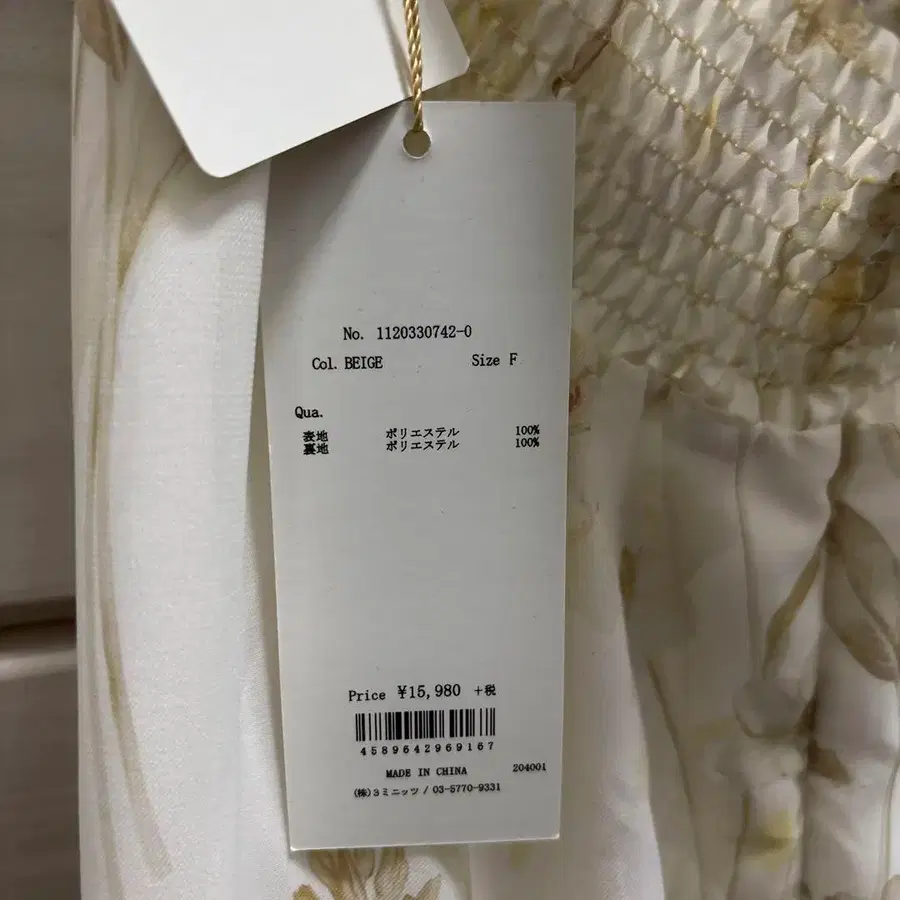 No. 1120330742-0
Col. BEIGE Size F
Qua.
表地 ポリエステル 100%
裏地 ポリエステル 100%
Price ¥15,980 +税
4589642969167
MADE IN CHINA 204001
(株)3ミニッツ / 03-5770-9331